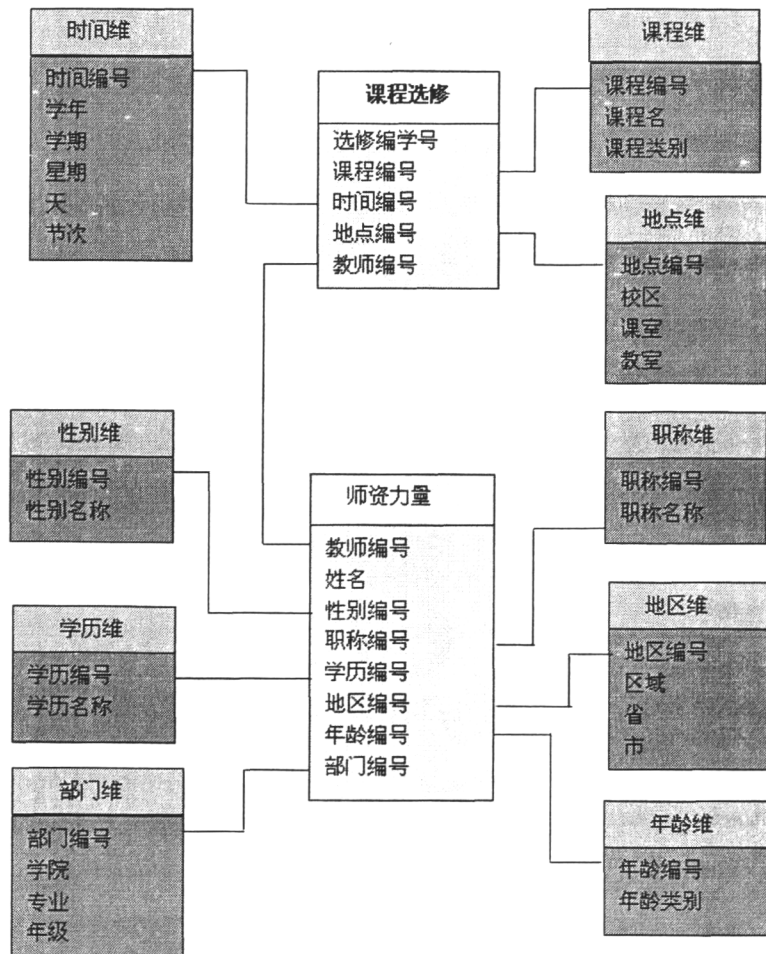 时间维
时间编号
学年
学期
星期
天
节次
课程选修
选修编学号
课程编号
时间编号
地点编号
教师编号
课程维
课程编号
课程名
课程类别
地点维
地点编号
校区
课室
教室
性别维
性别编号
性别名称
学历维
学历编号
学历名称
部门维
部门编号
学院
专业
年级
师资力量
教师编号
姓名
性别编号
职称编号
学历编号
地区编号
年龄编号
部门编号
职称维
职称编号
职称名称
地区维
地区编号
区域
省
市
年龄维
年龄编号
年龄类别